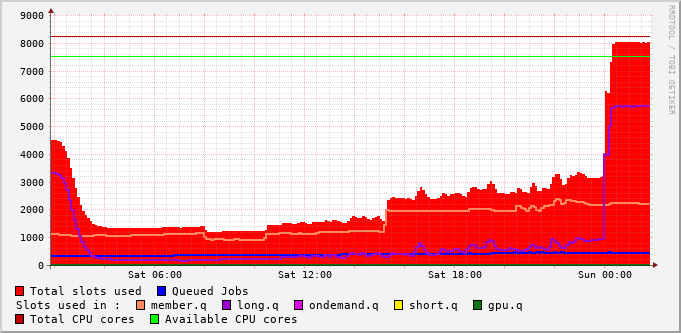 9000
8000
7000
6000
5000
4000
3000
2000
1000
0
Sat 06:00 Sat 12:00 Sat 18:00 Sun 00:00
RRDTOOL / TOBI OETIKER
Total slots used Queued Jobs
Slots used in : member.q long.q ondemand.q short.q gpu.q
Total CPU cores Available CPU cores